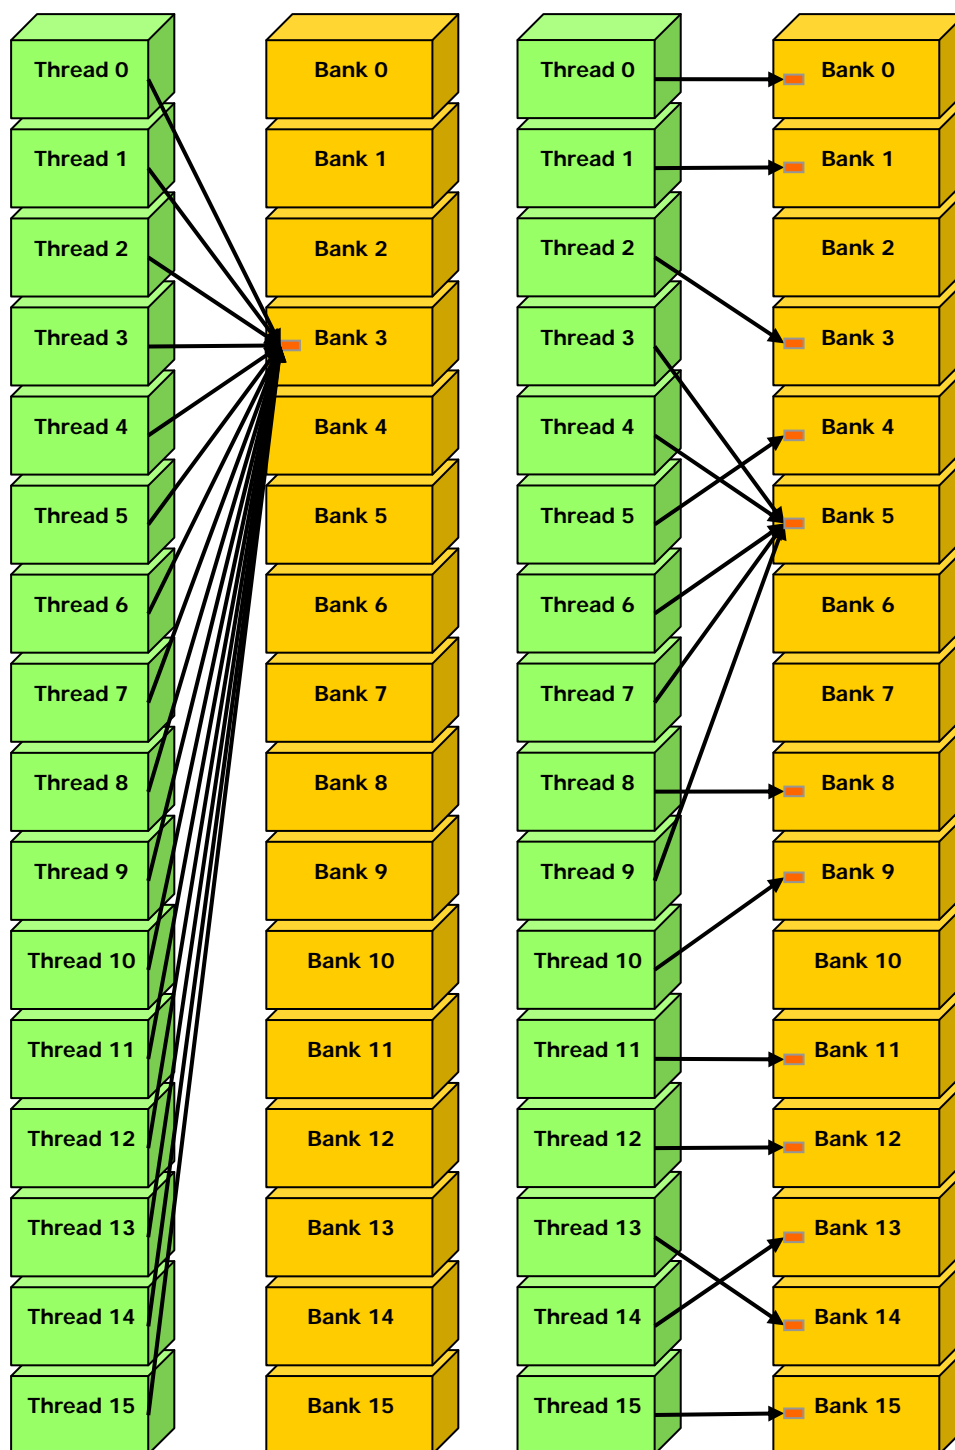 Thread 0 Bank 0 Thread 0 Bank 0
Thread 1 Bank 1 Thread 1 Bank 1
Thread 2 Bank 2 Thread 2 Bank 2
Thread 3 Bank 3 Thread 3 Bank 3
Thread 4 Bank 4 Thread 4 Bank 4
Thread 5 Bank 5 Thread 5 Bank 5
Thread 6 Bank 6 Thread 6 Bank 6
Thread 7 Bank 7 Thread 7 Bank 7
Thread 8 Bank 8 Thread 8 Bank 8
Thread 9 Bank 9 Thread 9 Bank 9
Thread 10 Bank 10 Thread 10 Bank 10
Thread 11 Bank 11 Thread 11 Bank 11
Thread 12 Bank 12 Thread 12 Bank 12
Thread 13 Bank 13 Thread 13 Bank 13
Thread 14 Bank 14 Thread 14 Bank 14
Thread 15 Bank 15 Thread 15 Bank 15